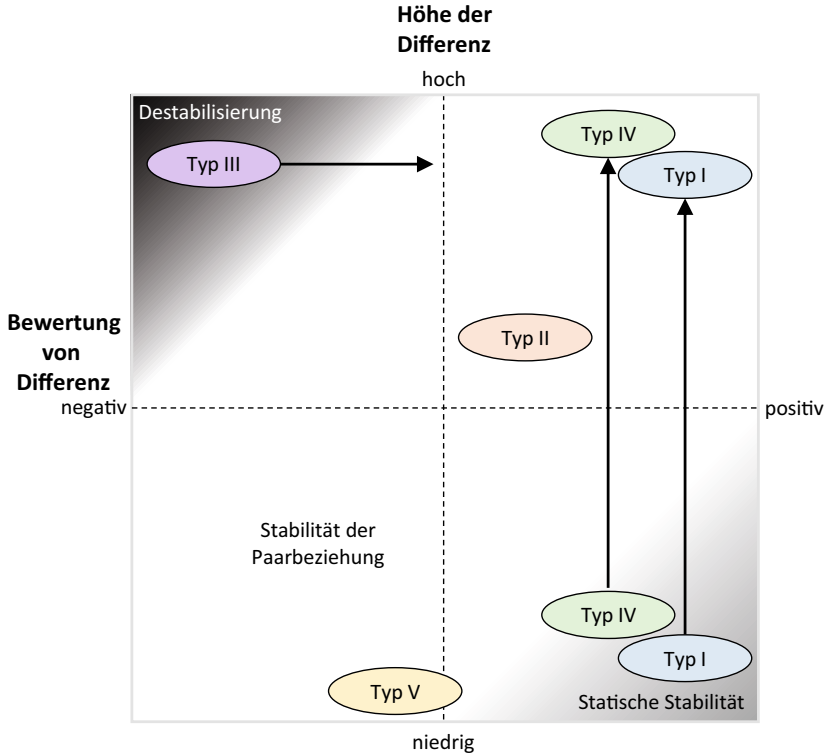 Höhe der
Differenz
hoch
Destabilisierung
Typ IV
Typ III
Typ I
Bewertung
von
Differenz
Typ II
negativ
positiv
Stabilität der
Paarbeziehung
Typ IV
Typ I
Typ V
Statische Stabilität
niedrig